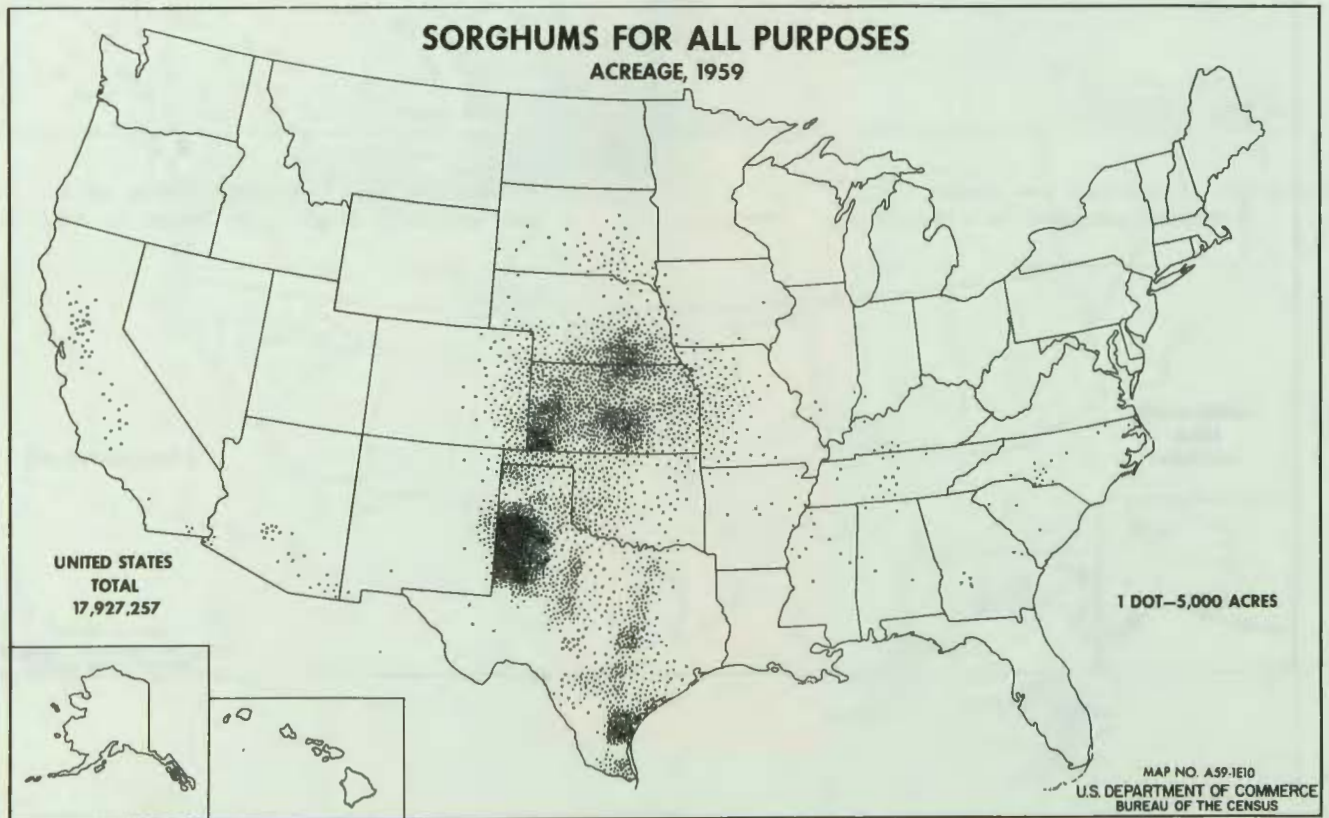 SORGHUMS FOR ALL PURPOSES
ACREAGE, 1959
UNITED STATES
TOTAL
17,927,257
1 DOT—5,000 ACRES
MAP NO. A59-1E10
U.S. DEPARTMENT OF COMMERCE
BUREAU OF THE CENSUS